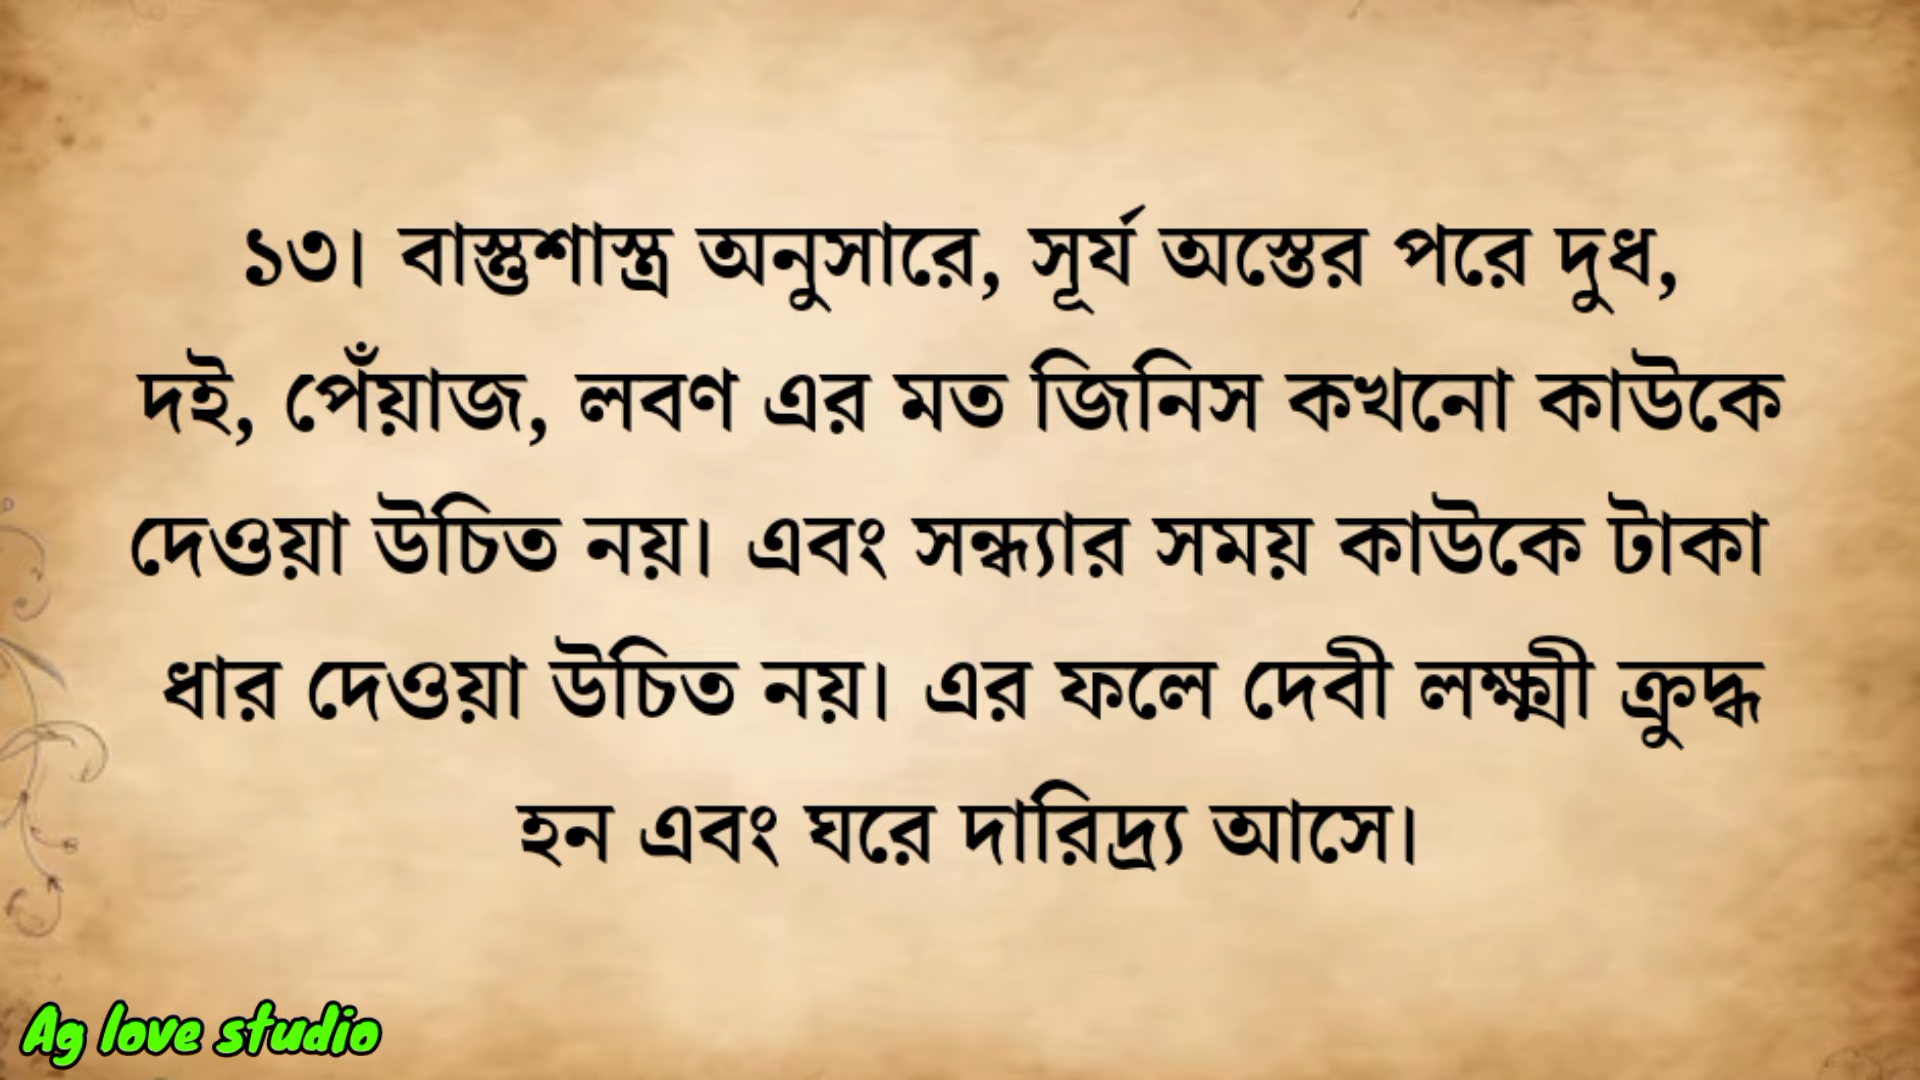 ১৩। বাস্তুশাস্ত্র অনুসারে, সূর্য অস্তের পরে দুধ,
দই, পেঁয়াজ, লবণ এর মত জিনিস কখনো কাউকে
দেওয়া উচিত নয়। এবং সন্ধ্যার সময় কাউকে টাকা
ধার দেওয়া উচিত নয়। এর ফলে দেবী লক্ষ্মী ক্রুদ্ধ
হন এবং ঘরে দারিদ্র্য আসে।
Ag love studio